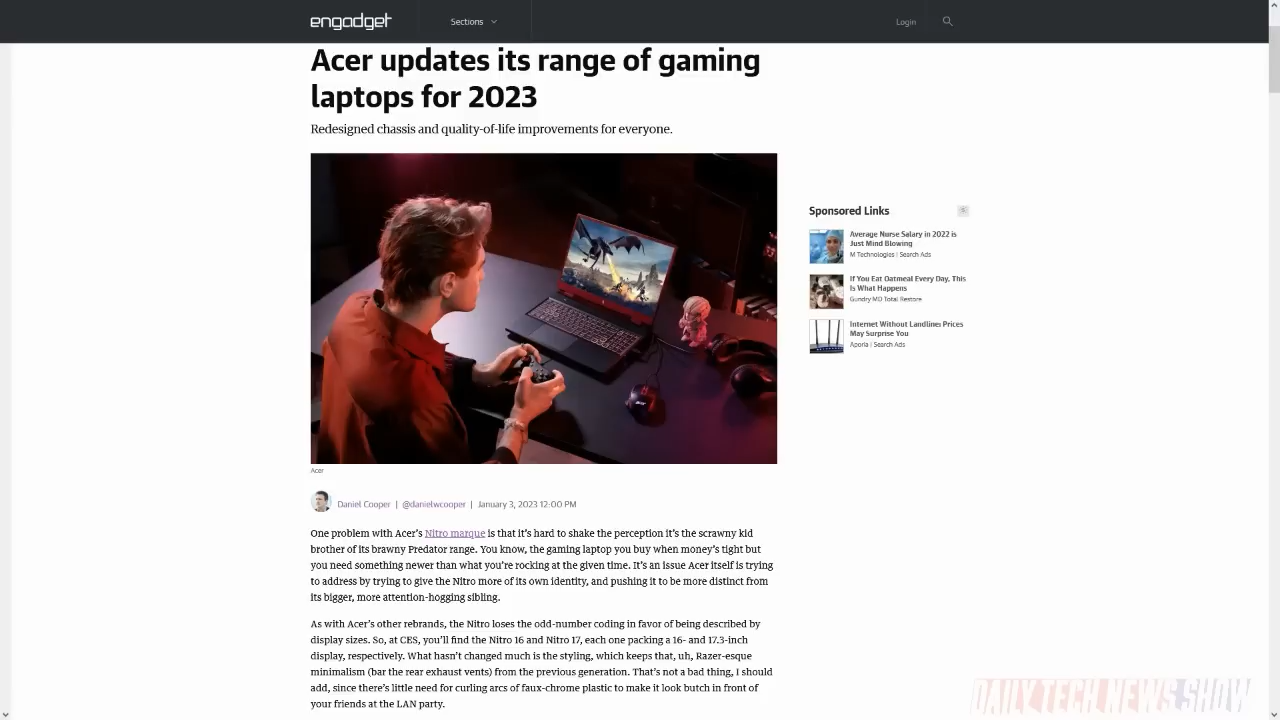 engadget
Sections
Login
Acer updates its range of gaming
laptops for 2023
Redesigned chassis and quality-of-life improvements for everyone.
Sponsored Links
Average Nurse Salary in 2022 is
Just Mind Blowing
M Technologies | Search Ads
If You Eat Oatmeal Every Day, This
Is What Happens
Gundry MD Total Restore
Internet Without Landline: Prices
May Surprise You
Aporia | Search Ads
Acer
Daniel Cooper | @danielwcooper | January 3, 2023 12:00 PM
One problem with Acer's Nitro marque is that it's hard to shake the perception it's the scrawny kid
brother of its brawny Predator range. You know, the gaming laptop you buy when money's tight but
you need something newer than what you're rocking at the given time. It's an issue Acer itself is trying
to address by trying to give the Nitro more of its own identity, and pushing it to be more distinct from
its bigger, more attention-hogging sibling.
As with Acer's other rebrands, the Nitro loses the odd-number coding in favor of being described by
display sizes. So, at CES, you'll find the Nitro 16 and Nitro 17, each one packing a 16- and 17.3-inch
display, respectively. What hasn't changed much is the styling, which keeps that, uh, Razer-esque
minimalism (bar the rear exhaust vents) from the previous generation. That's not a bad thing, I should
add, since there's little need for curling arcs of faux-chrome plastic to make it look butch in front of
your friends at the LAN party.
DAILY TECH NEWS SHOW